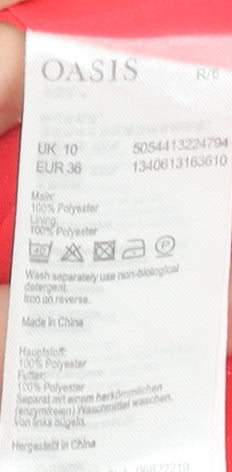 OASIS
R/6
UK 10 5054413224794
EUR 36 1340613163610
Main:
100% Polyester
Lining:
100% Polyester
40
Wash separately use non-biological
detergent.
Iron on reverse.
Made in China
Hauptstoff:
100% Polyester
Futter:
100% Polyester
Separat mit einem herkömmlichen
(enzymfreien) Waschmittel waschen.
Von links bügeln.
Hergestellt in China